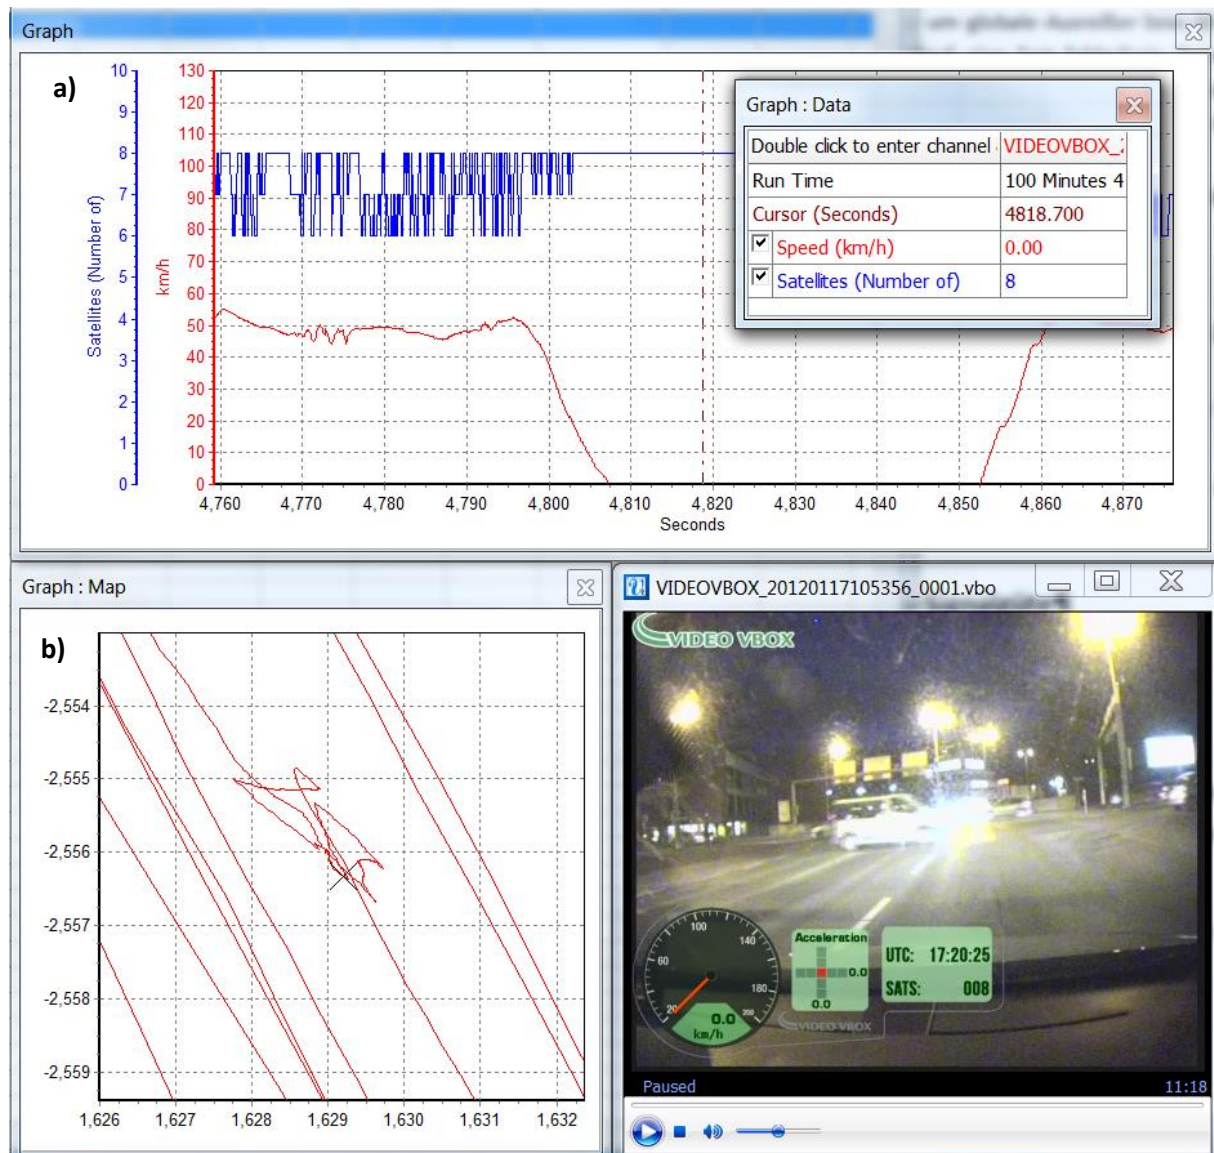 Graph
um globale Ausreißer
a)
10
9
8
7
6
5
4
3
2
1
0
Satellites (Number of)
130
120
110
100
90
80
70
60
50
40
30
20
10
0
km/h
4,760 4,770 4,780 4,790 4,800 4,810 4,820 4,830 4,840 4,850 4,860 4,870
Seconds
Graph : Data
Double click to enter channel VIDEOVBOX_
Run Time 100 Minutes 4
Cursor (Seconds) 4818.700
Speed (km/h) 0.00
Satellites (Number of) 8
Graph : Map
b)
-2,554
-2,555
-2,556
-2,557
-2,558
-2,559
1,626 1,627 1,628 1,629 1,630 1,631 1,632
VIDEOVBOX_20120117105356_0001.vbo
VIDEO VBOX
20 60 100 140 180 200
0.0
km/h
Acceleration
0.0
0.0
UTC: 17:20:25
SATS: 008
VIDEO VBOX
Paused 11:18